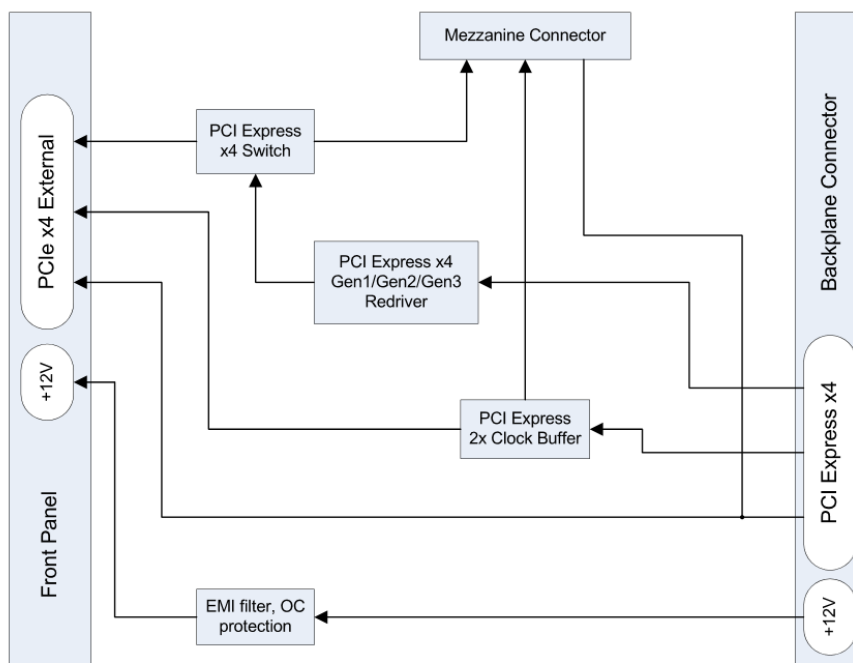 Mezzanine Connector
PCI Express
x4 Switch
PCIe x4 External
Backplane Connector
PCI Express x4
Gen1/Gen2/Gen3
Redriver
+12V
PCI Express
2x Clock Buffer
PCI Express x4
Front Panel
EMI filter, OC
protection
+12V